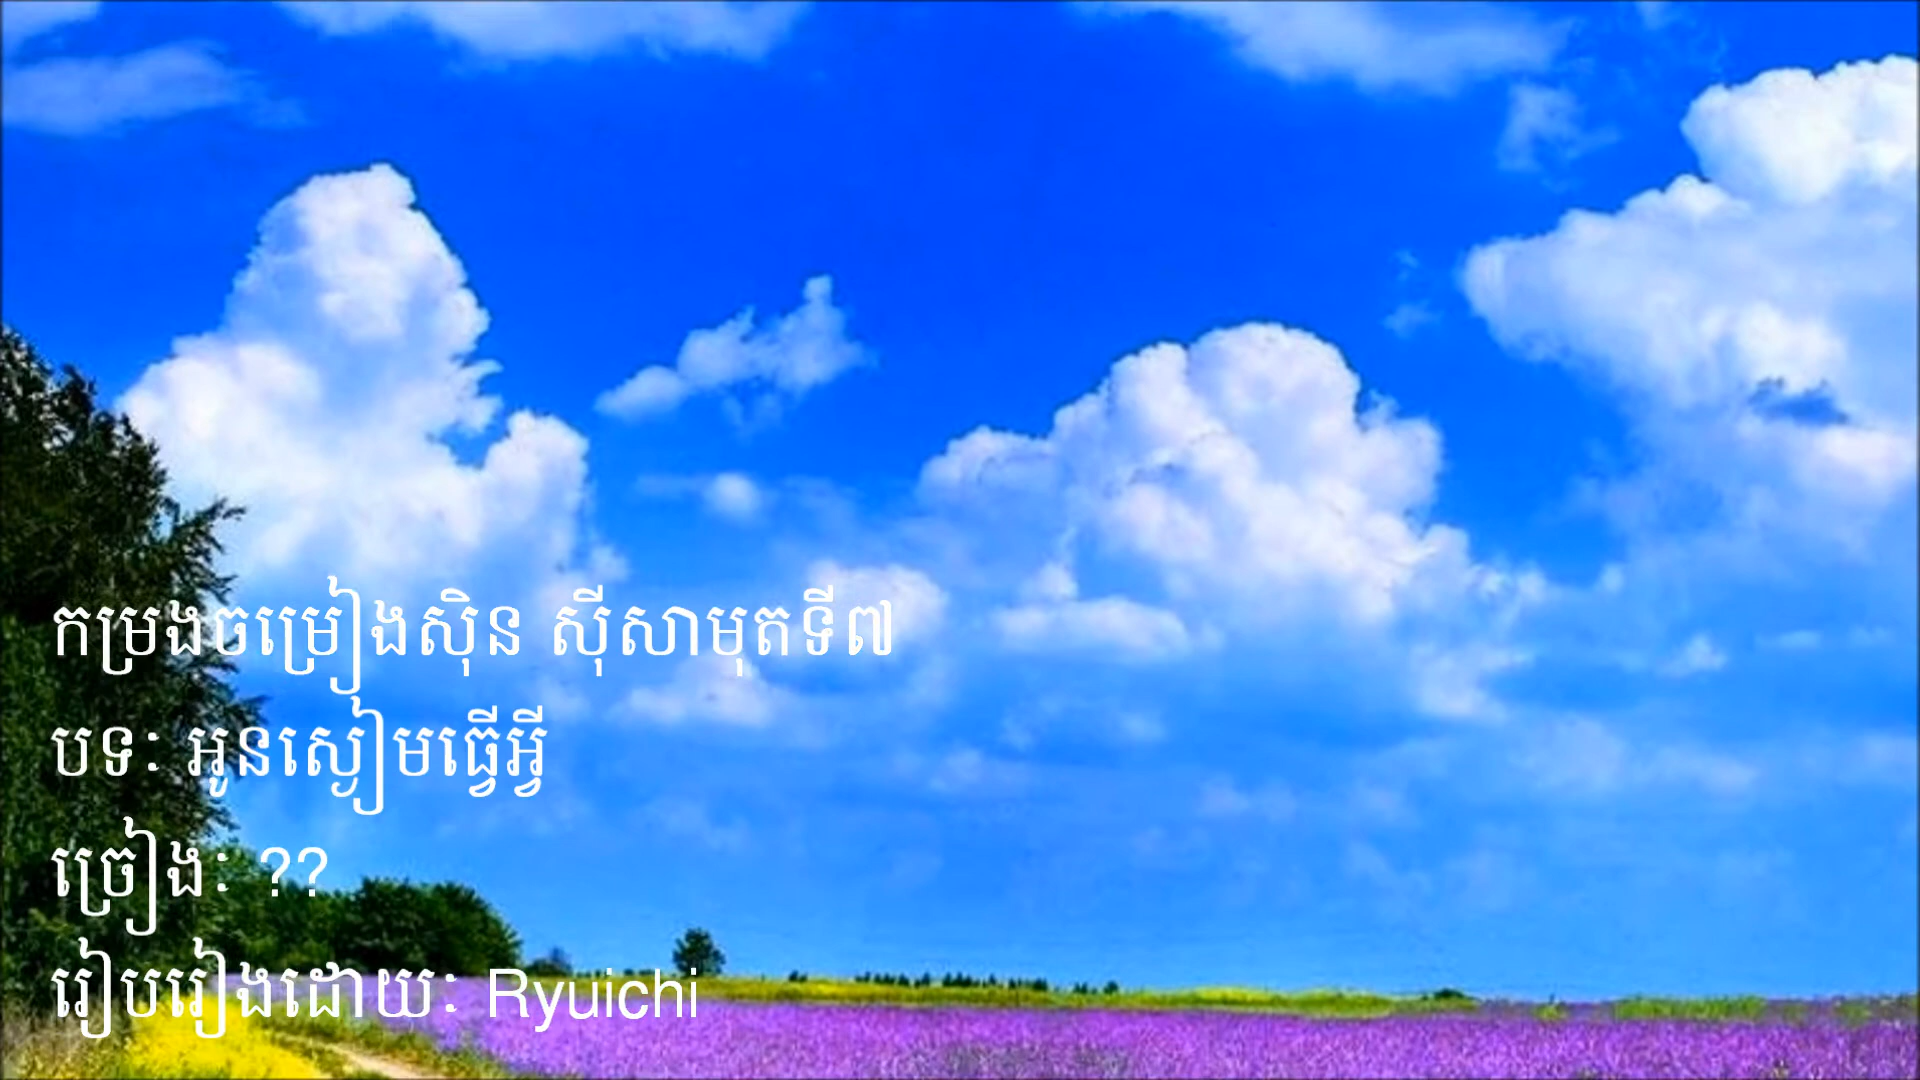 កម្រងចម្រៀងស៊ិន ស៊ីសាមុតទី៧
បទៈ អូនស្ងៀមធ្វើអ្វី
ច្រៀងៈ ??
រៀបរៀងដោយៈ Ryuichi